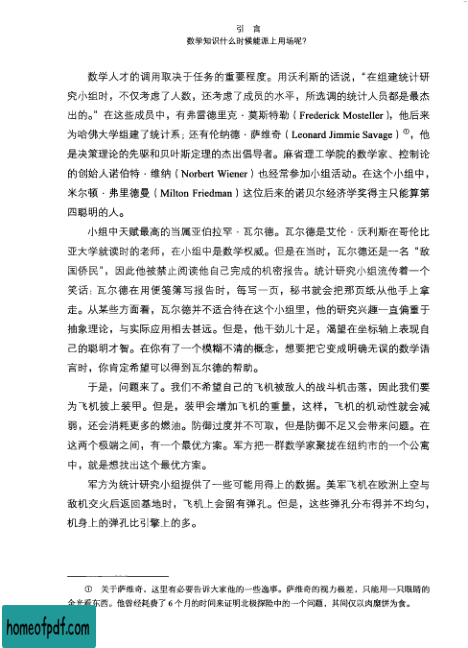 引 言
数学知识什么时候能派上用场呢？
数学人才的调用取决于任务的重要程度。用沃利斯的话说，“在组建统计研
究小组时，不仅考虑了人数，还考虑了成员的水平，所选调的统计人员都是最杰
出的。”在这些成员中，有弗雷德里克·莫斯特勒（Frederick Mosteller），他后来
为哈佛大学组建了统计系；还有伦纳德·萨维奇（Leonard Jimmie Savage）①，他
是决策理论的先驱和贝叶斯定理的杰出倡导者。麻省理工学院的数学家、控制论
的创始人诺伯特·维纳（Norbert Wiener）也经常参加小组活动。在这个小组中，
米尔顿·弗里德曼（Milton Friedman）这位后来的诺贝尔经济学奖得主只能算第
四聪明的人。
小组中天赋最高的当属亚伯拉罕·瓦尔德。瓦尔德是艾伦·沃利斯在哥伦比
亚大学就读时的老师，在小组中是数学权威。但是在当时，瓦尔德还是一名“敌
国侨民”，因此他被禁止阅读他自己完成的机密报告。统计研究小组流传着一个
笑话：瓦尔德在用便笺簿写报告时，每写一页，秘书就会把那页纸从他手上拿
走。从某些方面看，瓦尔德并不适合待在这个小组里，他的研究兴趣一直偏重于
抽象理论，与实际应用相去甚远。但是，他干劲儿十足，渴望在坐标轴上表现自
己的聪明才智。在你有了一个模糊不清的概念，想要把它变成明确无误的数学语
言时，你肯定希望可以得到瓦尔德的帮助。
于是，问题来了。我们不希望自己的飞机被敌人的战斗机击落，因此我们要
为飞机披上装甲。但是，装甲会增加飞机的重量，这样，飞机的机动性就会减
弱，还会消耗更多的燃油。防御过度并不可取，但是防御不足又会带来问题。在
这两个极端之间，有一个最优方案。军方把一群数学家聚拢在纽约市的一个公寓
中，就是想找出这个最优方案。
军方为统计研究小组提供了一些可能用得上的数据。美军飞机在欧洲上空与
敌机交火后返回基地时，飞机上会留有弹孔。但是，这些弹孔分布得并不均匀，
机身上的弹孔比引擎上的多。
① 关于萨维奇，这里有必要告诉大家他的一些逸事。萨维奇的视力极差，只能用一只眼睛的
余光看东西。他曾经耗费了6个月的时间来证明北极探险中的一个问题，其间仅以肉糜饼为食。
homeofpdf.com